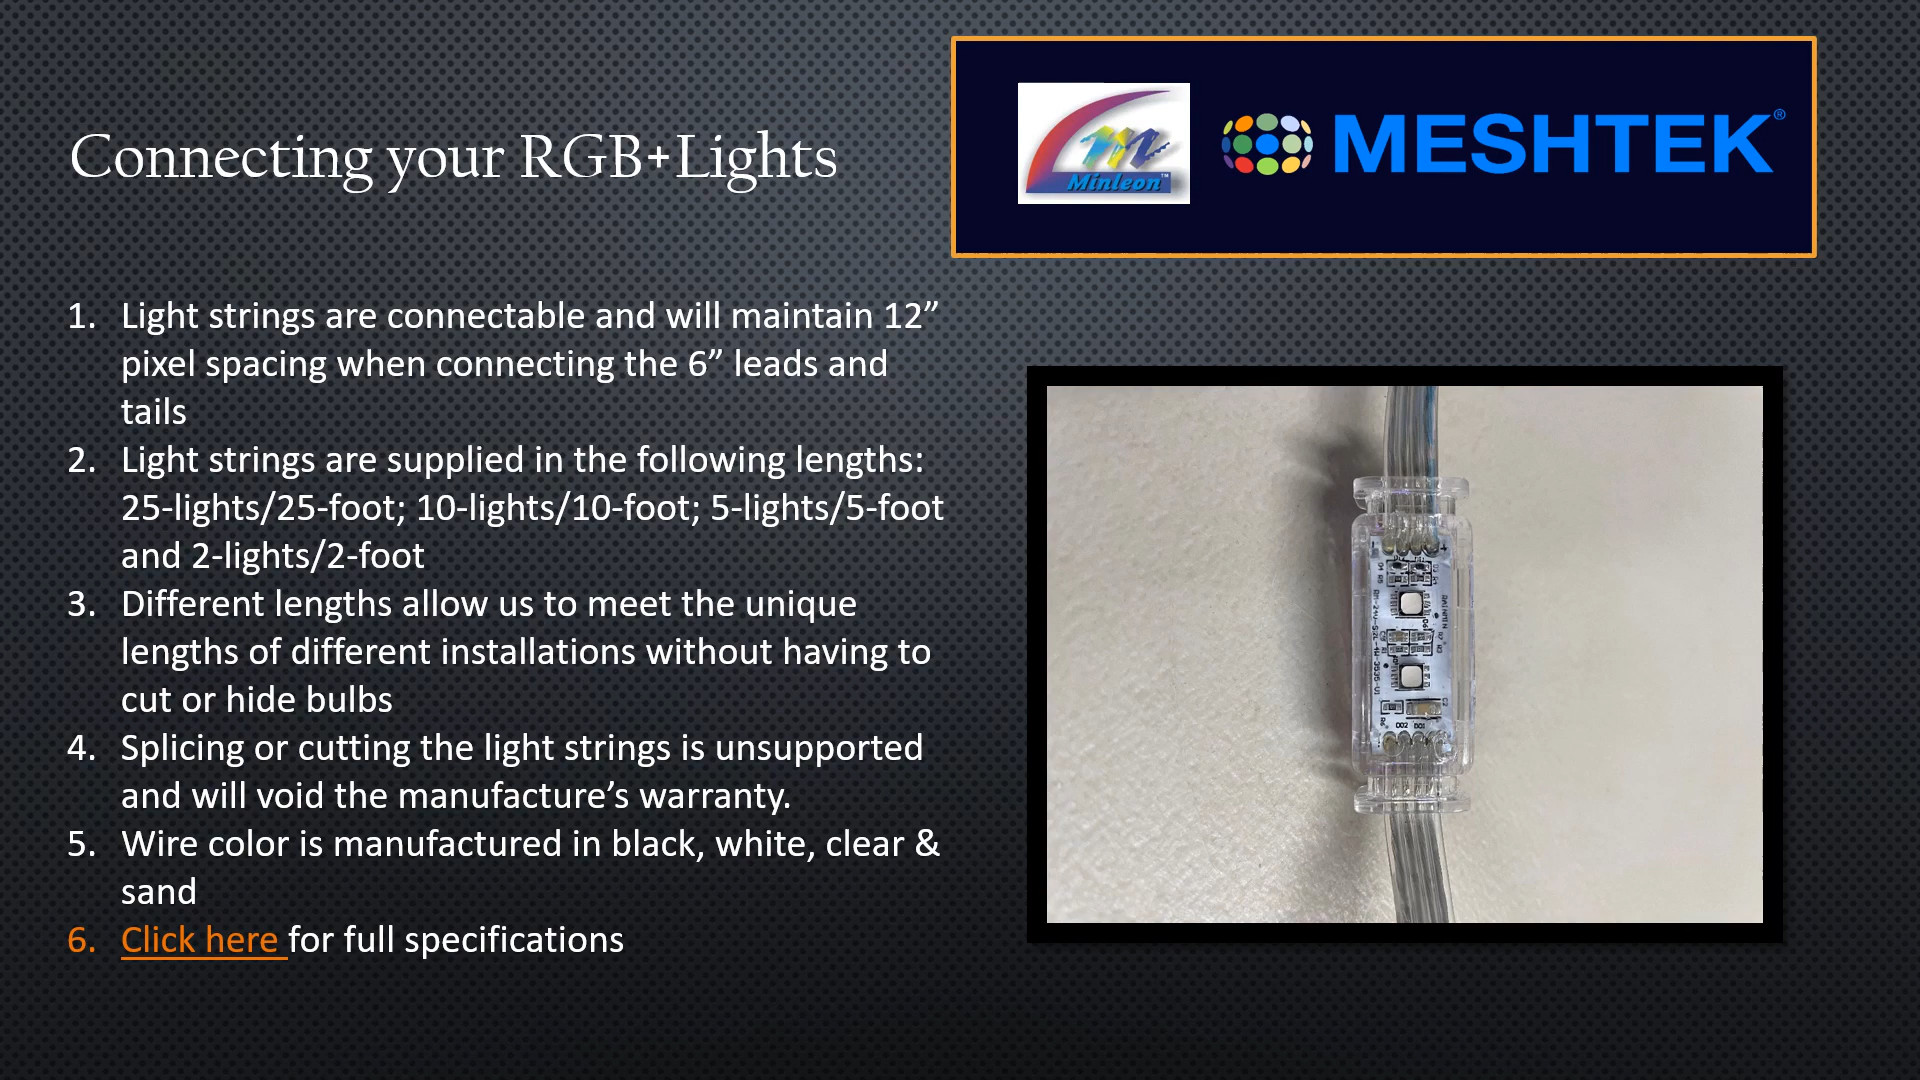 Connecting your RGB+Lights
Minleon™
MESHTEK®
1. Light strings are connectable and will maintain 12”
pixel spacing when connecting the 6” leads and
tails
2. Light strings are supplied in the following lengths:
25-lights/25-foot; 10-lights/10-foot; 5-lights/5-foot
and 2-lights/2-foot
3. Different lengths allow us to meet the unique
lengths of different installations without having to
cut or hide bulbs
4. Splicing or cutting the light strings is unsupported
and will void the manufacture’s warranty.
5. Wire color is manufactured in black, white, clear &
sand
6. Click here for full specifications